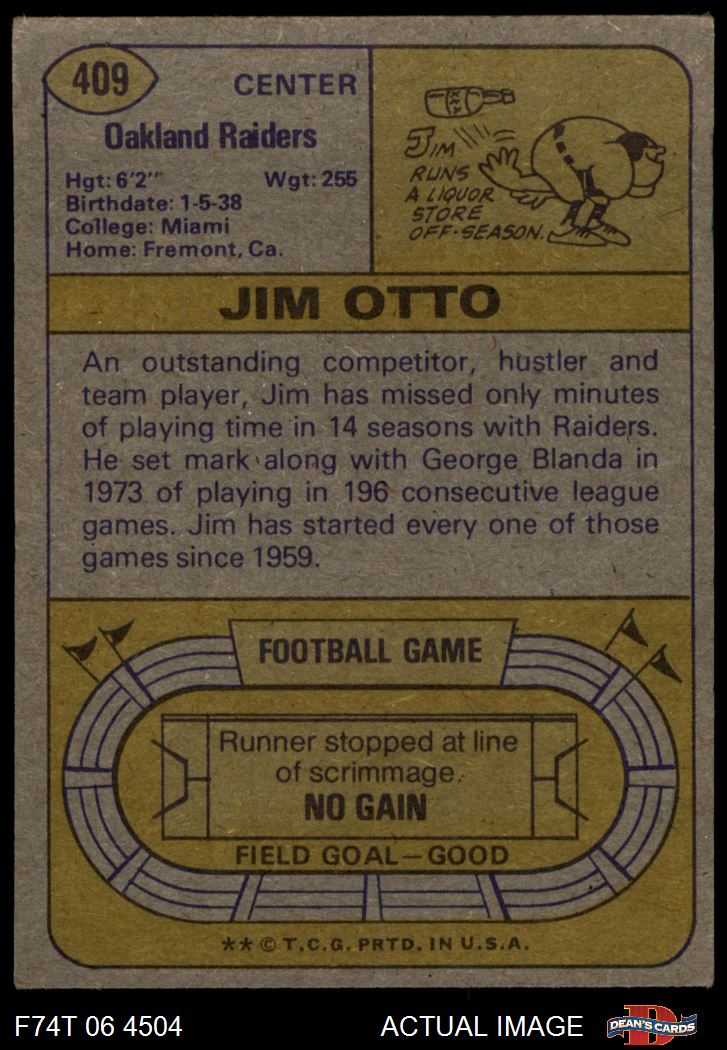 409
CENTER
Oakland Raiders
Hgt: 6'2" Wgt: 255
Birthdate: 1-5-38
College: Miami
Home: Fremont, Ca.
JIM
RUNS
A LIQUOR
STORE
OFF-SEASON.
XXX
JIM OTTO
An outstanding competitor, hustler and
team player, Jim has missed only minutes
of playing time in 14 seasons with Raiders.
He set mark along with George Blanda in
1973 of playing in 196 consecutive league
games. Jim has started every one of those
games since 1959.
FOOTBALL GAME
Runner stopped at line
of scrimmage.
NO GAIN
FIELD GOAL—GOOD
** © T.C.G. PRTD. IN U.S.A.
F74T 06 4504
ACTUAL IMAGE
D
DEAN'S CARDS